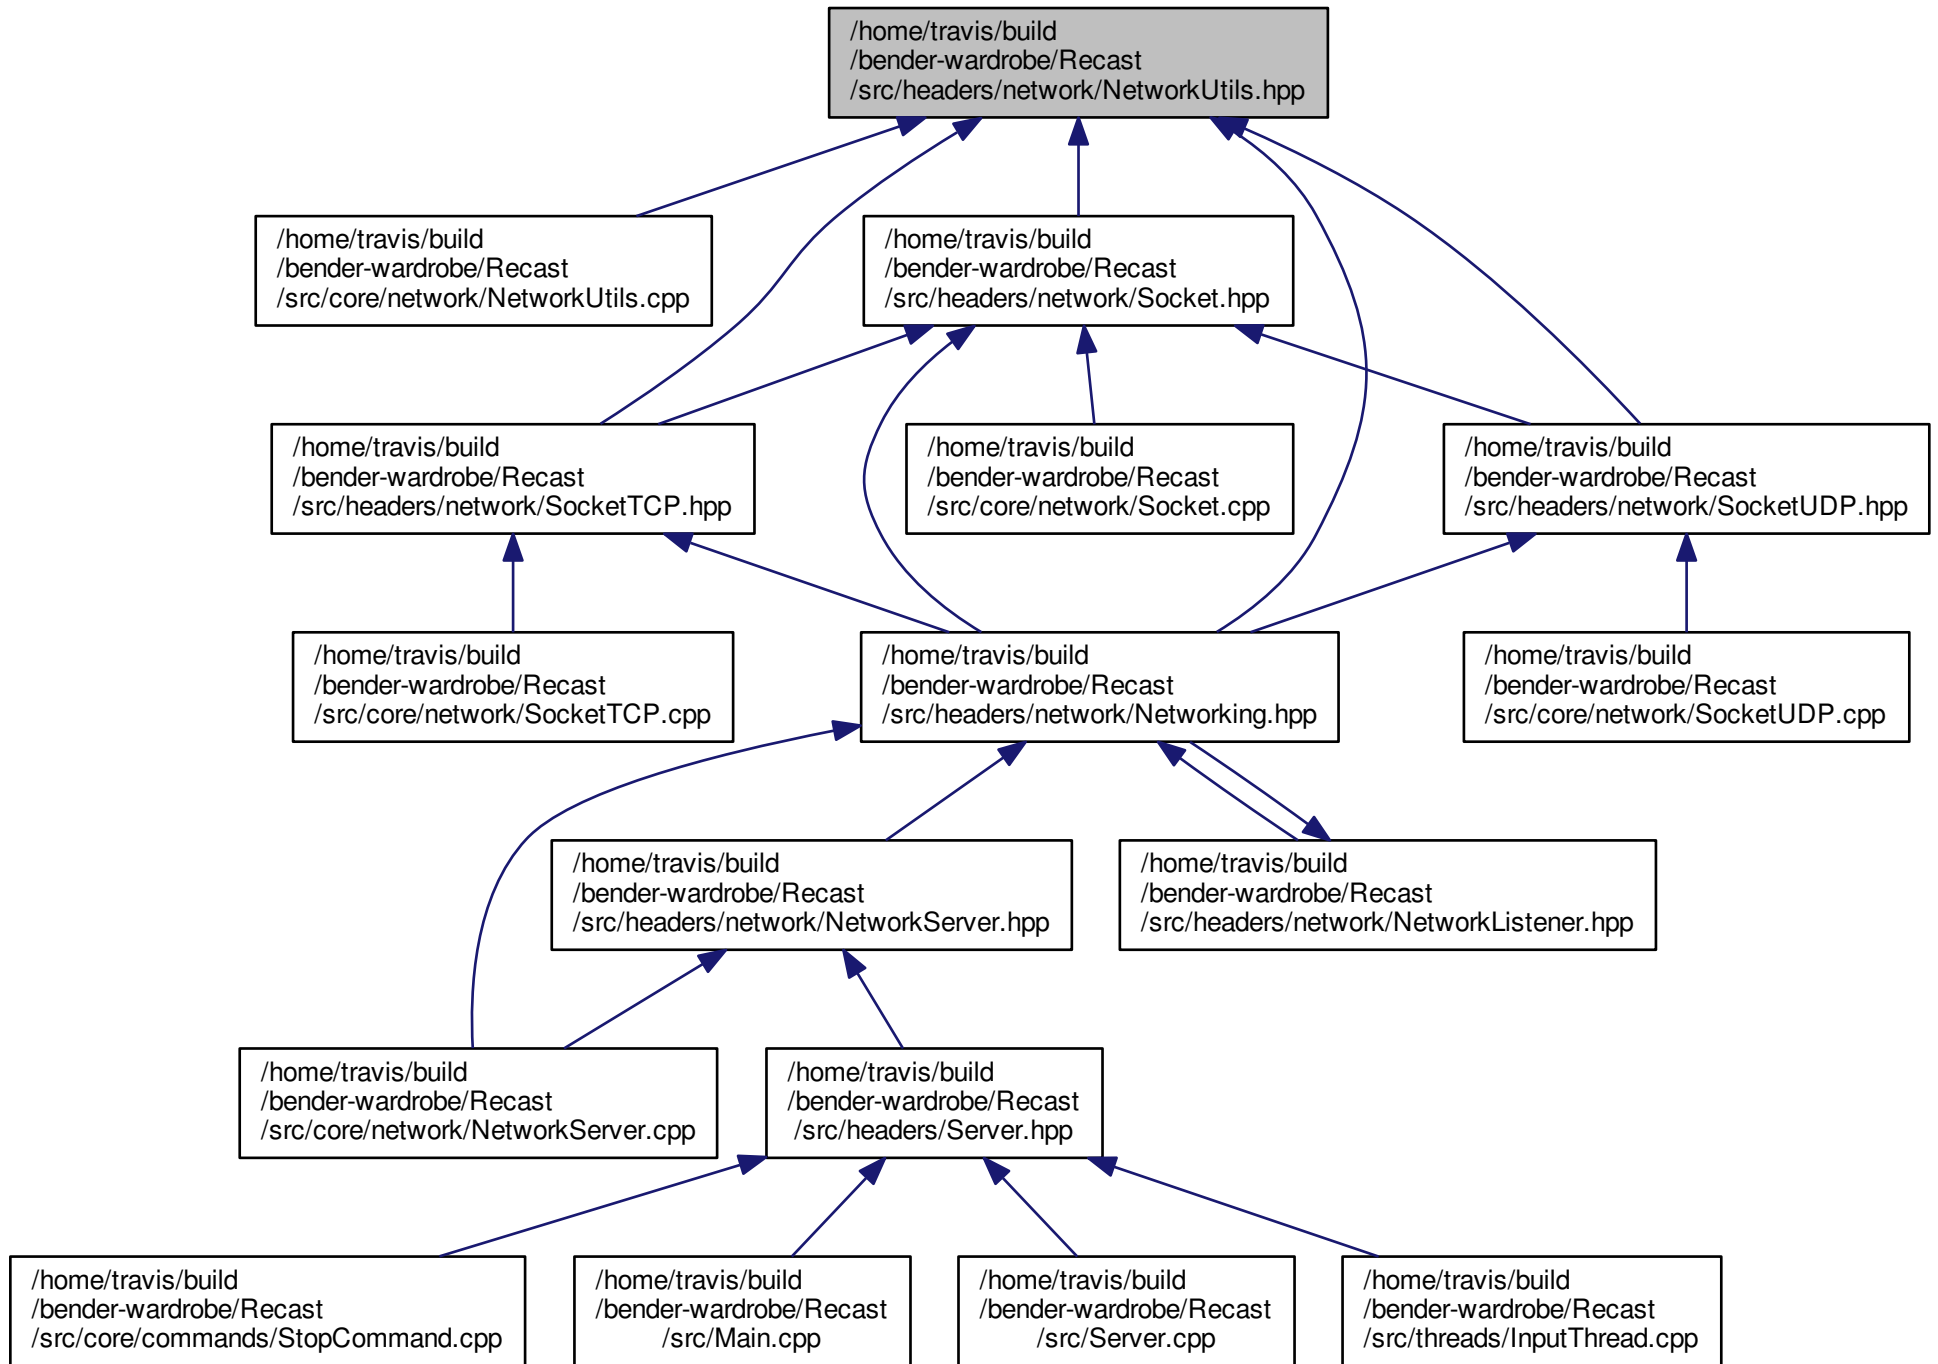 /home/travis/build
/bender-wardrobe/Recast
/src/headers/network/NetworkUtils.hpp
/home/travis/build
/bender-wardrobe/Recast
/src/core/network/NetworkUtils.cpp
/home/travis/build
/bender-wardrobe/Recast
/src/headers/network/Socket.hpp
/home/travis/build
/bender-wardrobe/Recast
/src/headers/network/SocketTCP.hpp
/home/travis/build
/bender-wardrobe/Recast
/src/core/network/Socket.cpp
/home/travis/build
/bender-wardrobe/Recast
/src/headers/network/SocketUDP.hpp
/home/travis/build
/bender-wardrobe/Recast
/src/core/network/SocketTCP.cpp
/home/travis/build
/bender-wardrobe/Recast
/src/headers/network/Networking.hpp
/home/travis/build
/bender-wardrobe/Recast
/src/core/network/SocketUDP.cpp
/home/travis/build
/bender-wardrobe/Recast
/src/headers/network/NetworkServer.hpp
/home/travis/build
/bender-wardrobe/Recast
/src/headers/network/NetworkListener.hpp
/home/travis/build
/bender-wardrobe/Recast
/src/core/network/NetworkServer.cpp
/home/travis/build
/bender-wardrobe/Recast
/src/headers/Server.hpp
/home/travis/build
/bender-wardrobe/Recast
/src/core/commands/StopCommand.cpp
/home/travis/build
/bender-wardrobe/Recast
/src/Main.cpp
/home/travis/build
/bender-wardrobe/Recast
/src/Server.cpp
/home/travis/build
/bender-wardrobe/Recast
/src/threads/InputThread.cpp